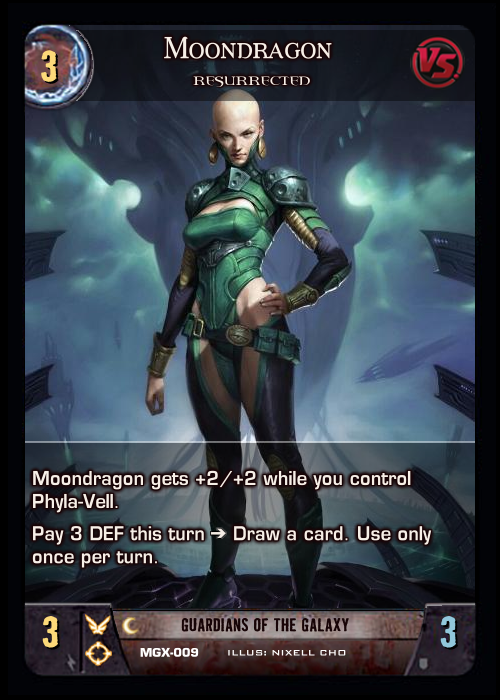 3
Moondragon
VS.
RESURRECTED
Moondragon gets +2/+2 while you control
Phyla-Vell.
Pay 3 DEF this turn ➔ Draw a card. Use only
once per turn.
3
GUARDIANS OF THE GALAXY
3
MGX-009 ILLUS: NIXELL CHO